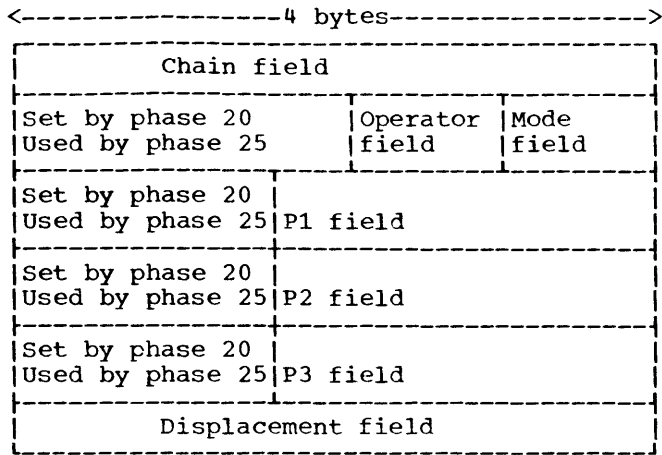 4 bytes
Chain field
Set by phase 20 Operator Mode
Used by phase 25 field field
Set by phase 20
Used by phase 25 P1 field
Set by phase 20
Used by phase 25 P2 field
Set by phase 20
Used by phase 25 P3 field
Displacement field